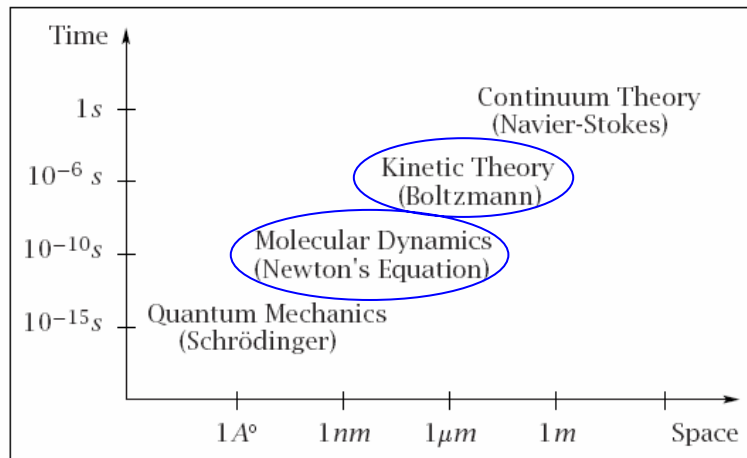 Time
Continuum Theory
1s
(Navier-Stokes)
Kinetic Theory
10⁻⁶ s
(Boltzmann)
Molecular Dynamics
10⁻¹⁰s
(Newton's Equation)
Quantum Mechanics
10⁻¹⁵s
(Schrödinger)
1A° 1nm 1μm 1m Space